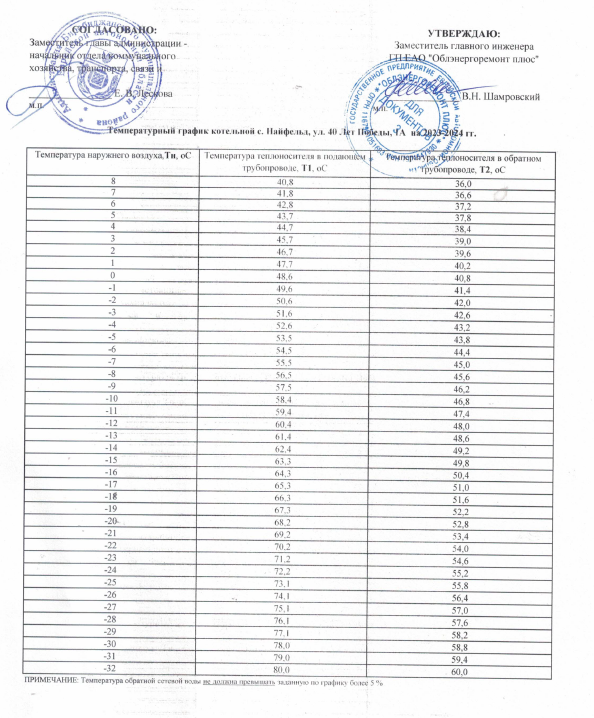 СОГЛАСОВАНО:
Заместитель главы администрации -
начальник отдела коммунального
хозяйства, транспорта, связи
Е. В. Лескова
м.п.
УТВЕРЖДАЮ:
Заместитель главного инженера
ГП ЕАО "Облэнергоремонт плюс"
В.Н. Шамровский
м.п.
ГОСУДАРСТВЕННОЕ ПРЕДПРИЯТИЕ ЕВРЕЙСКОЙ
"ОБЛЭНЕРГОРЕМОНТ ПЛЮС"
ДЛЯ
ДОКУМЕНТОВ
2
Температурный график котельной с. Найфельд, ул. 40 Лет Победы, 1А на 2023-2024 гг.
Температура наружнего воздуха,Тн, оС Температура теплоносителя в подающем трубопроводе, Т1, оС Температура теплоносителя в обратном трубопроводе, Т2, оС
8 40,8 36,0
7 41,8 36,6
6 42,8 37,2
5 43,7 37,8
4 44,7 38,4
3 45,7 39,0
2 46,7 39,6
1 47,7 40,2
0 48,6 40,8
-1 49,6 41,4
-2 50,6 42,0
-3 51,6 42,6
-4 52,6 43,2
-5 53,5 43,8
-6 54,5 44,4
-7 55,5 45,0
-8 56,5 45,6
-9 57,5 46,2
-10 58,4 46,8
-11 59,4 47,4
-12 60,4 48,0
-13 61,4 48,6
-14 62,4 49,2
-15 63,3 49,8
-16 64,3 50,4
-17 65,3 51,0
-18 66,3 51,6
-19 67,3 52,2
-20 68,2 52,8
-21 69,2 53,4
-22 70,2 54,0
-23 71,2 54,6
-24 72,2 55,2
-25 73,1 55,8
-26 74,1 56,4
-27 75,1 57,0
-28 76,1 57,6
-29 77,1 58,2
-30 78,0 58,8
-31 79,0 59,4
-32 80,0 60,0
ПРИМЕЧАНИЕ: Температура обратной сетевой воды не должна превышать заданную по графику более 5 %